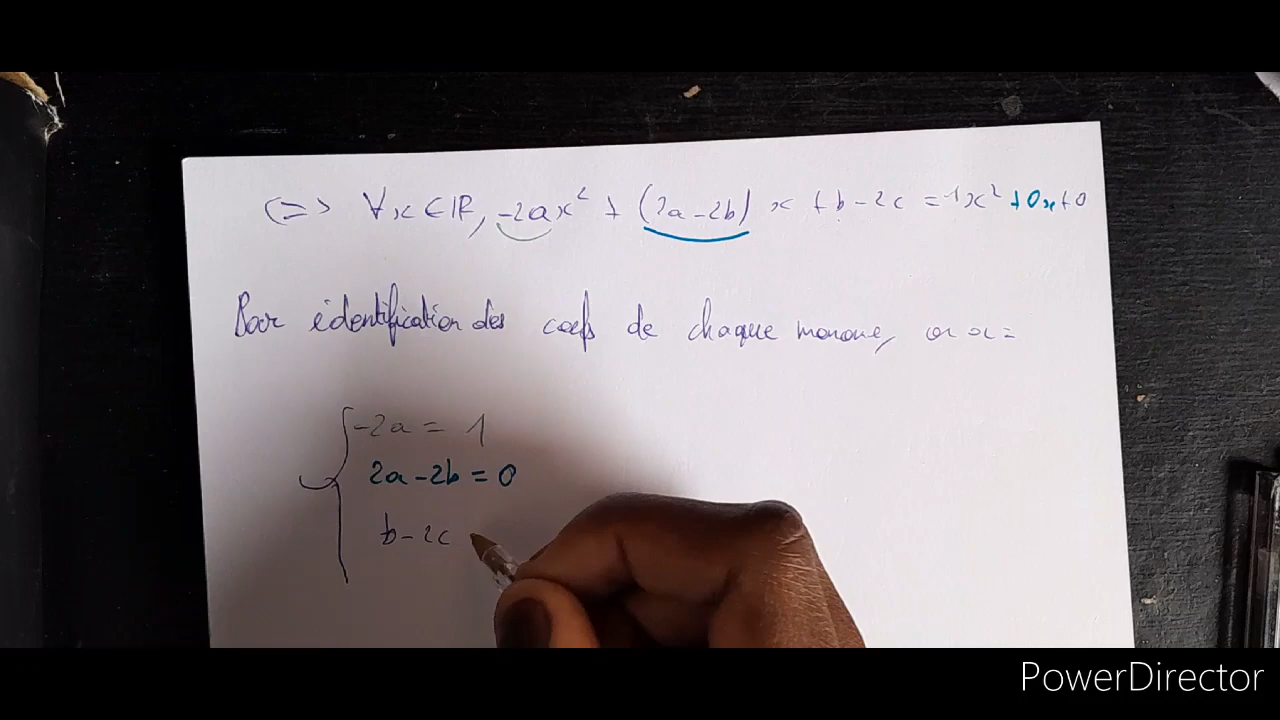 <=> ∀x ∈ IR, -2ax² + (2a-2b) x + b-2c = 1x² + 0x + 0
Par identification des coefs de chaque monome, on a =
-2a = 1
2a-2b = 0
b-2c
PowerDirector